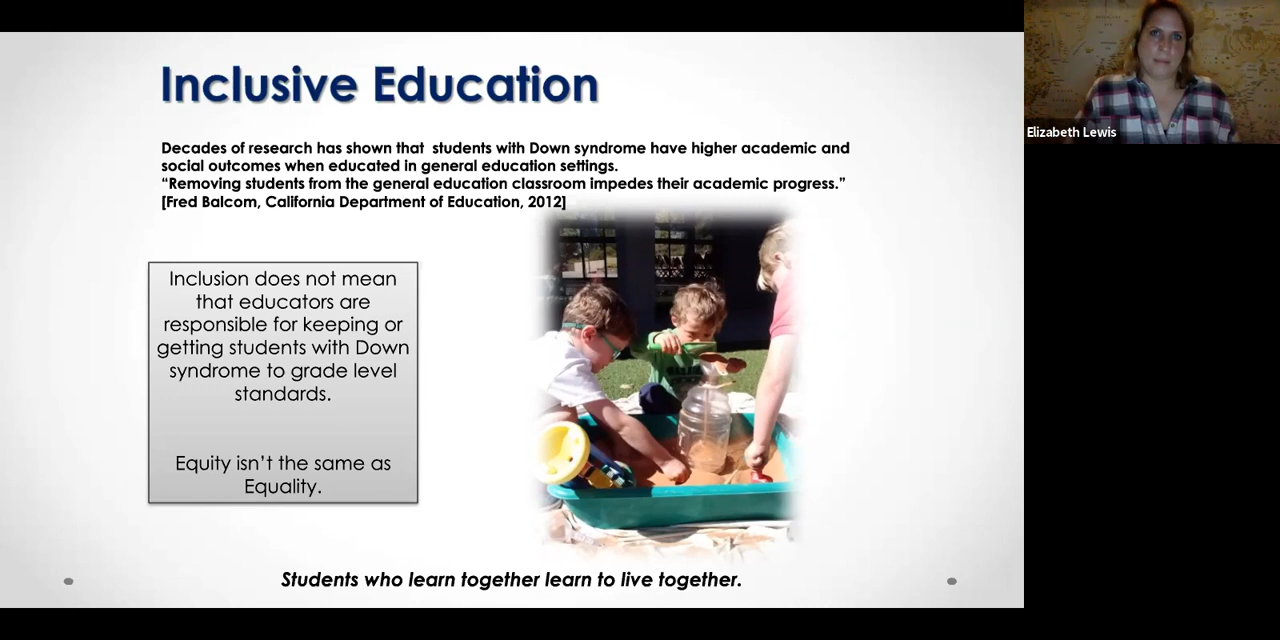 Inclusive Education
Decades of research has shown that  students with Down syndrome have higher academic and
social outcomes when educated in general education settings.
“Removing students from the general education classroom impedes their academic progress.”
[Fred Balcom, California Department of Education, 2012]
Inclusion does not mean
that educators are
responsible for keeping or
getting students with Down
syndrome to grade level
standards.
Equity isn’t the same as
Equality.
Students who learn together learn to live together.
Elizabeth Lewis